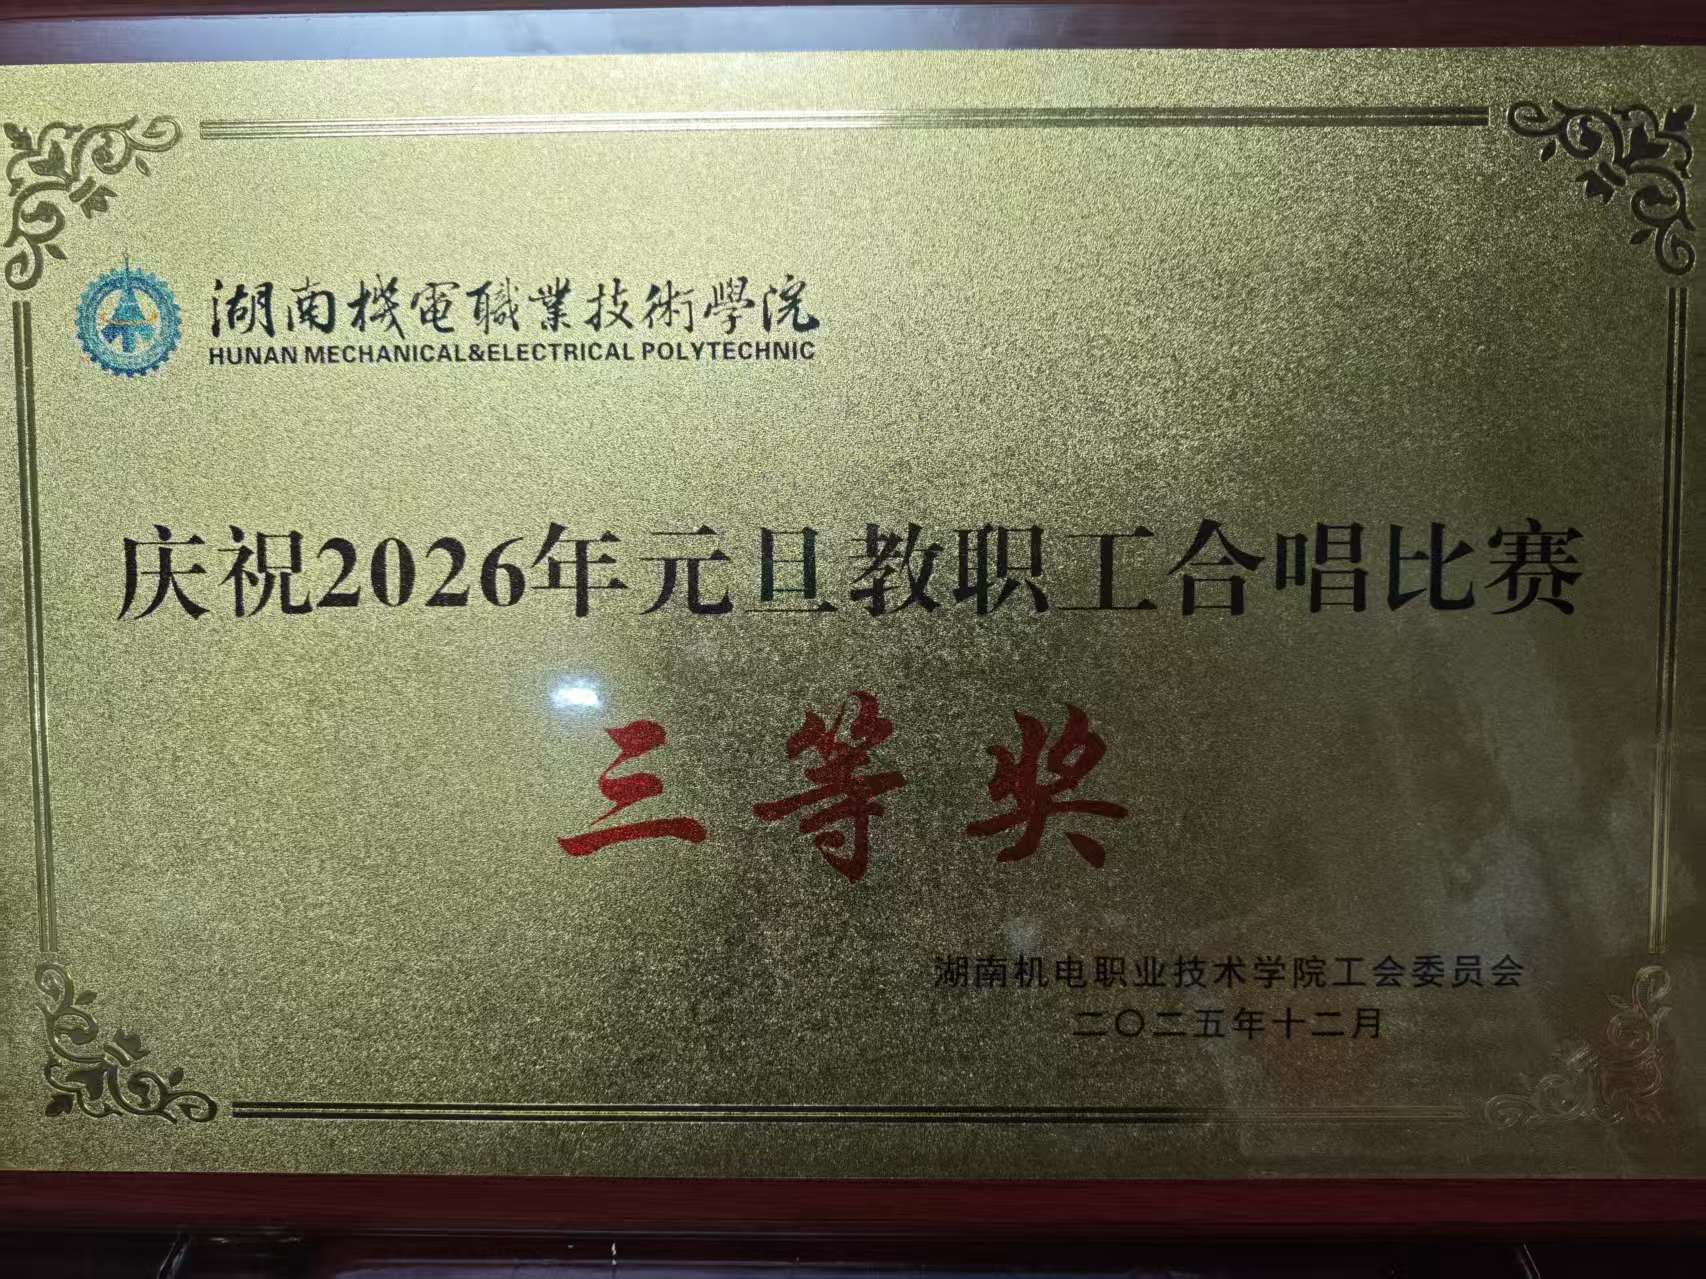 湖南機電職業技術學院
HUNAN MECHANICAL&ELECTRICAL POLYTECHNIC
庆祝2026年元旦教职工合唱比赛
三等奖
湖南机电职业技术学院工会委员会
二〇二五年十二月